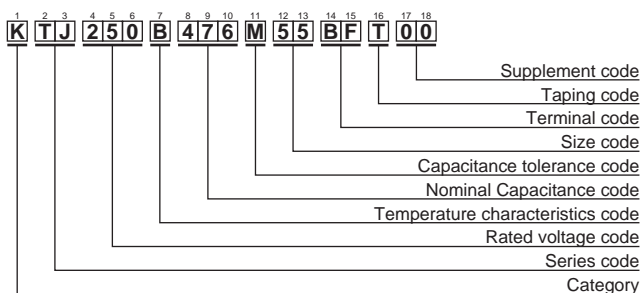 1 2 3 4 5 6 7 8 9 10 11 12 13 14 15 16 17 18
K T J 2 5 0 B 4 7 6 M 5 5 B F T 0 0
Supplement code
Taping code
Terminal code
Size code
Capacitance tolerance code
Nominal Capacitance code
Temperature characteristics code
Rated voltage code
Series code
Category